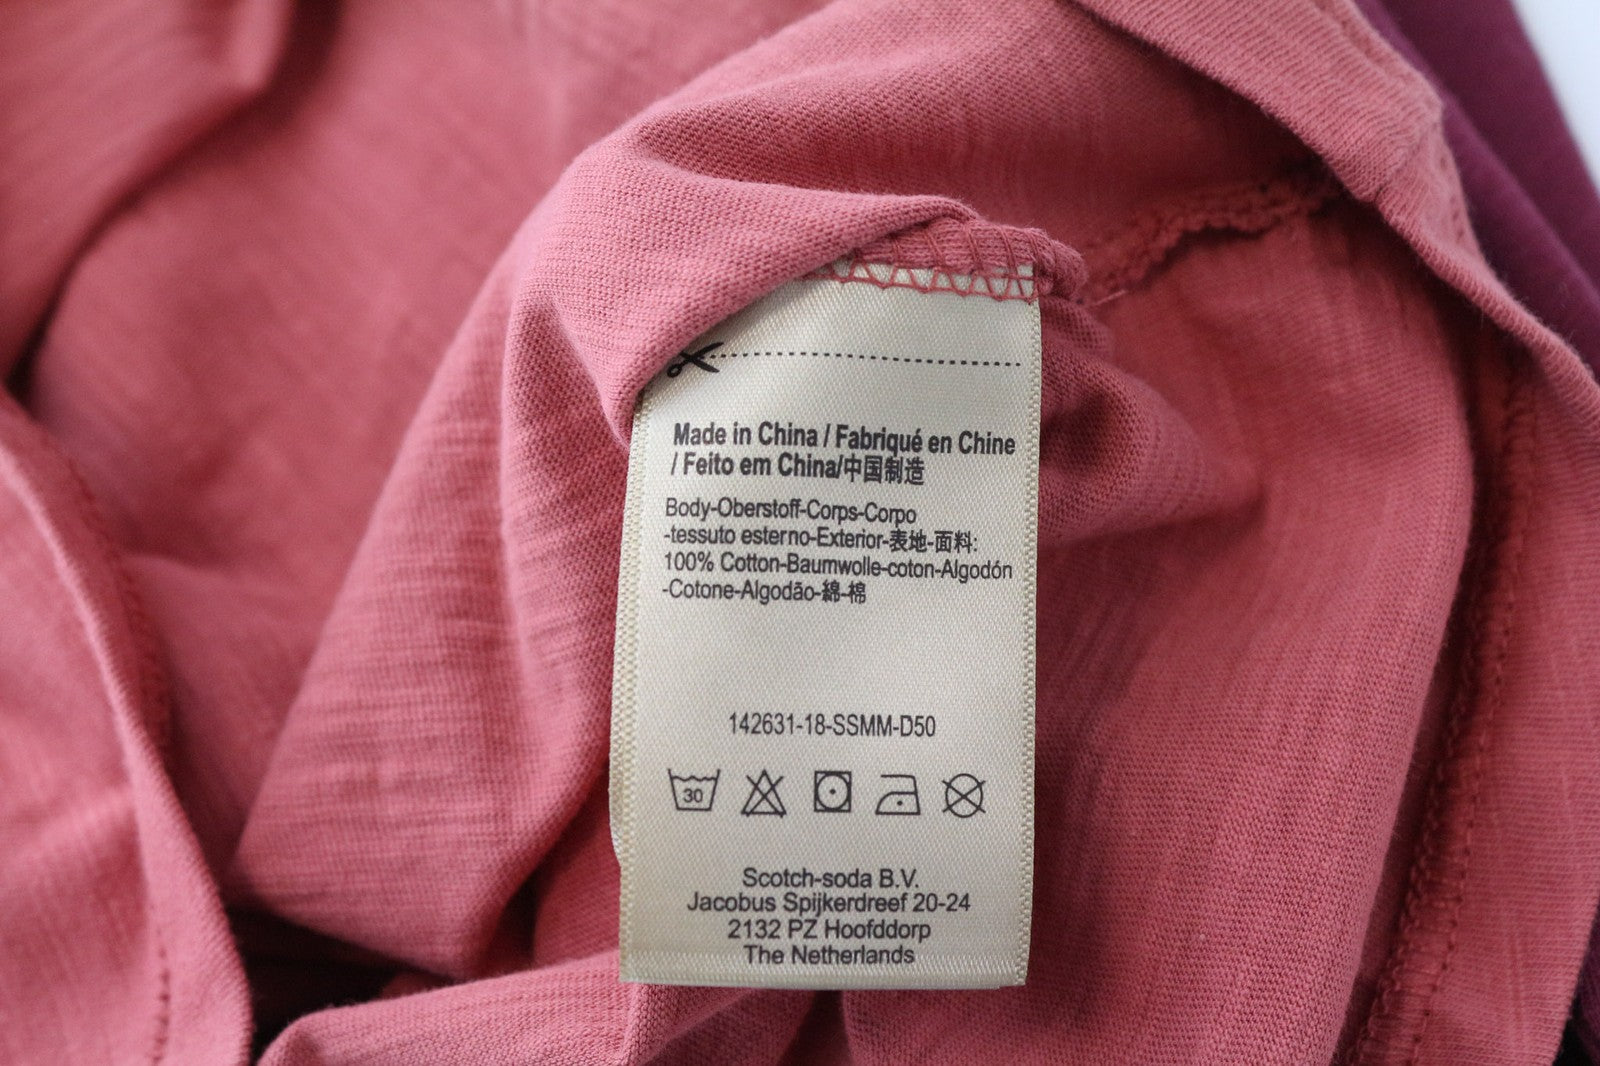 Made in China / Fabriqué en Chine
/ Feito em China/中国制造
Body-Oberstoff-Corps-Corpo
-tessuto esterno-Exterior-表地-面料:
100% Cotton-Baumwolle-coton-Algodón
-Cotone-Algodão-綿-棉
142631-18-SSMM-D50
30
Scotch-soda B.V.
Jacobus Spijkerdreef 20-24
2132 PZ Hoofddorp
The Netherlands